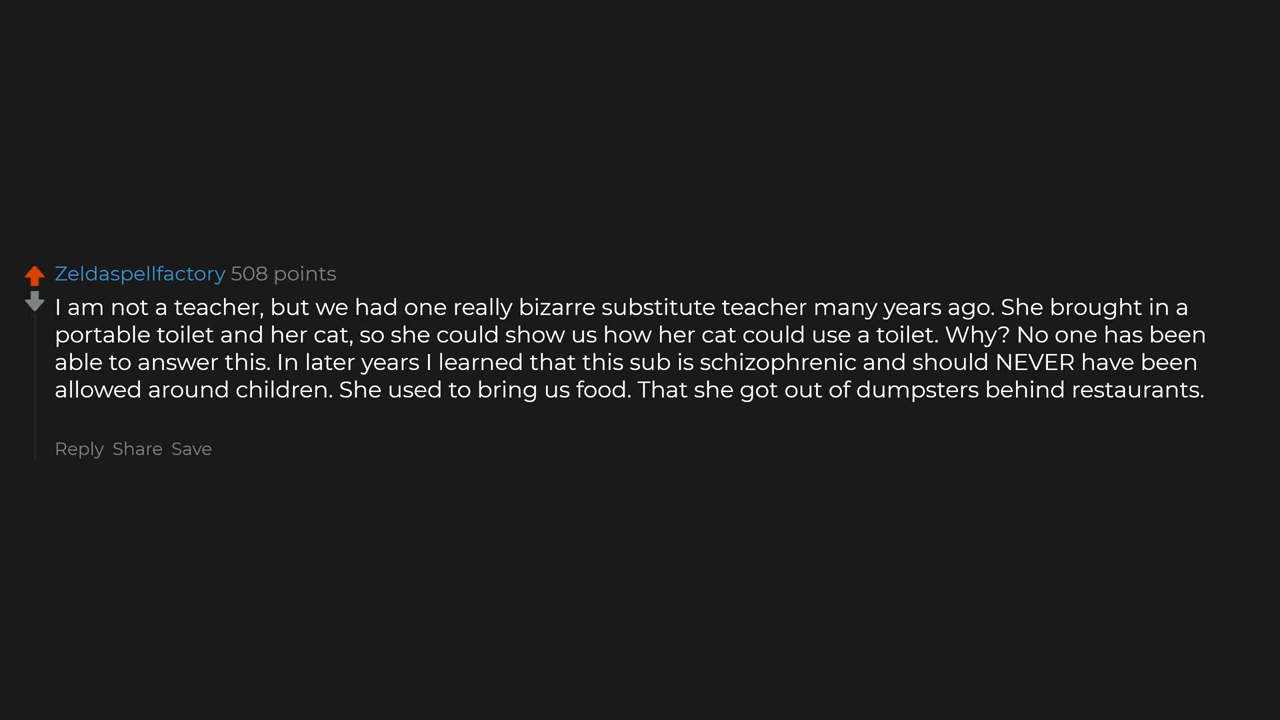 Zeldaspellfactory 508 points
I am not a teacher, but we had one really bizarre substitute teacher many years ago. She brought in a
portable toilet and her cat, so she could show us how her cat could use a toilet. Why? No one has been
able to answer this. In later years I learned that this sub is schizophrenic and should NEVER have been
allowed around children. She used to bring us food. That she got out of dumpsters behind restaurants.
Reply Share Save